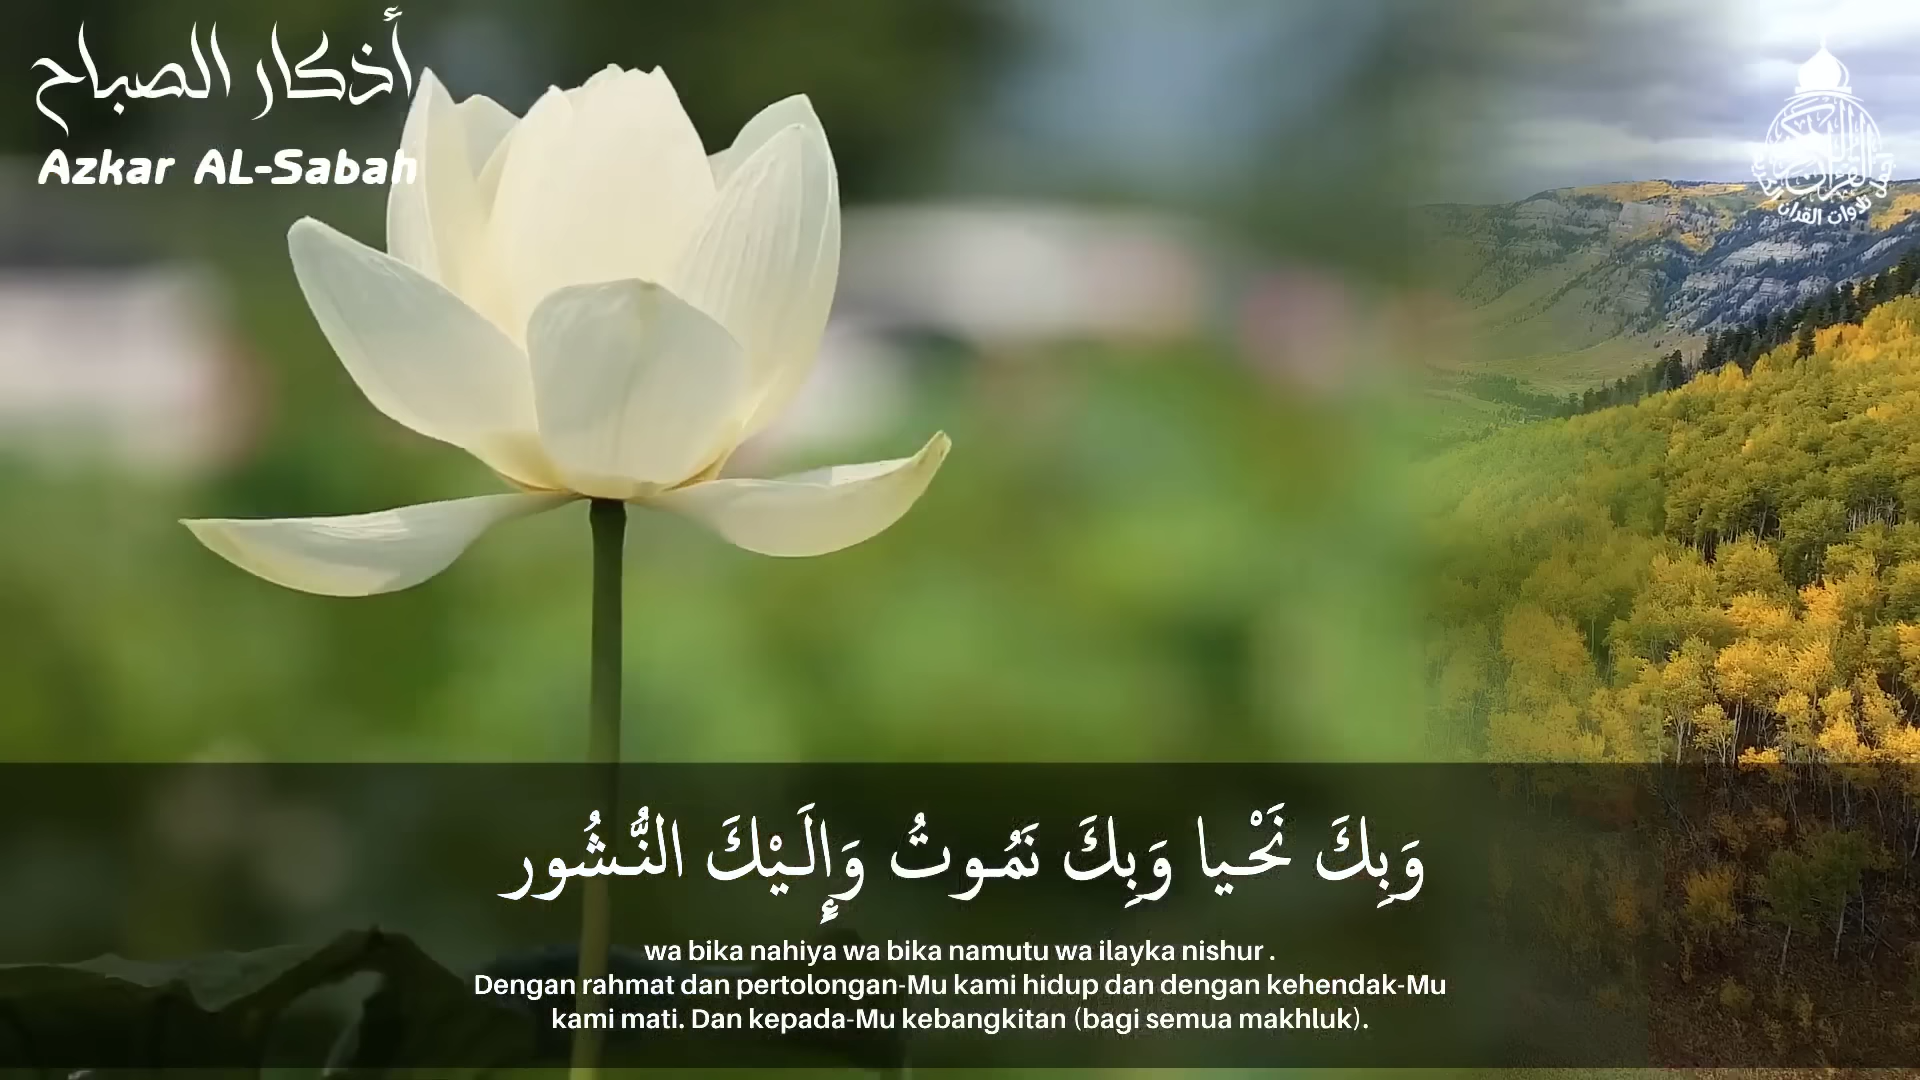 أذكار الصباح
Azkar AL-Sabah
تلاوات القرآن
وَبِكَ نَحْيا وَبِكَ نَمُوتُ وَإِلَيْكَ النُّشُور
wa bika nahiya wa bika namutu wa ilayka nishur .
Dengan rahmat dan pertolongan-Mu kami hidup dan dengan kehendak-Mu
kami mati. Dan kepada-Mu kebangkitan (bagi semua makhluk).